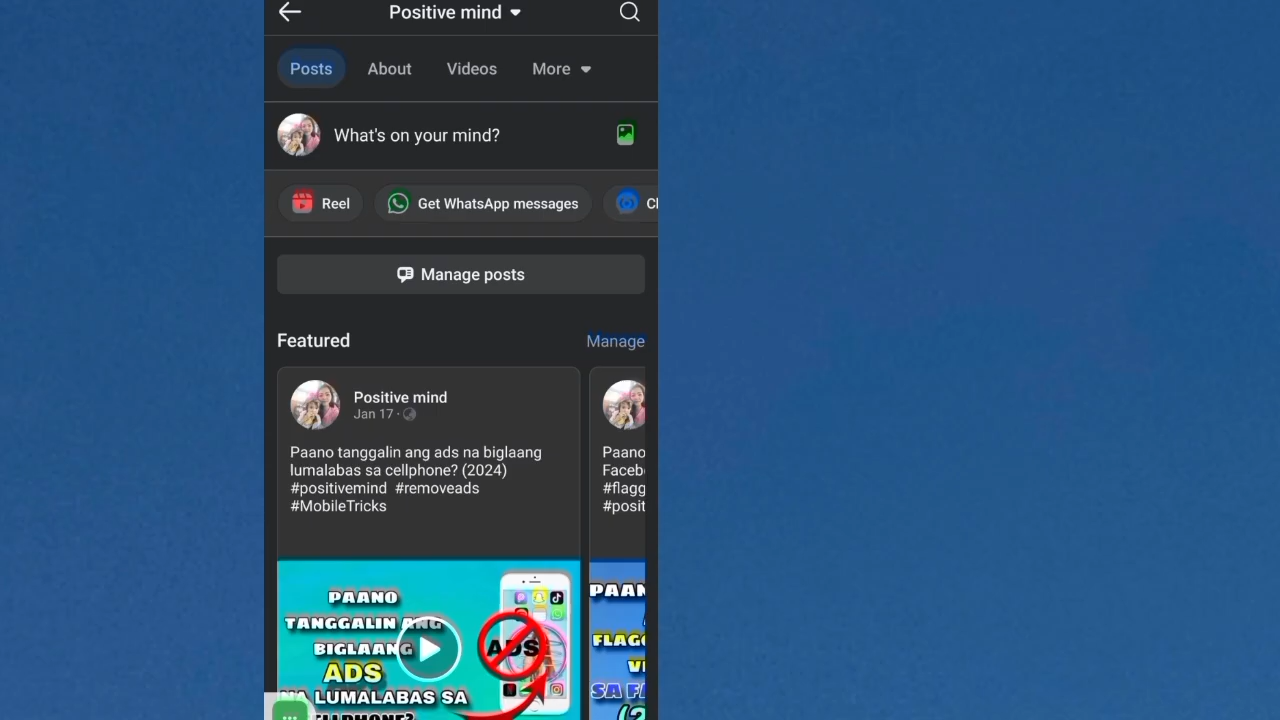 Positive mind
Posts About Videos More
What's on your mind?
Reel Get WhatsApp messages
Manage posts
Featured Manage
Positive mind
Jan 17 ·
Paano tanggalin ang ads na biglaang
lumalabas sa cellphone? (2024)
#positivemind #removeads
#MobileTricks
Paano
#flagg
#posit
PAANO
TANGGALIN ANG
BIGLAANG
ADS
NA LUMALABAS SA
ADS
SA